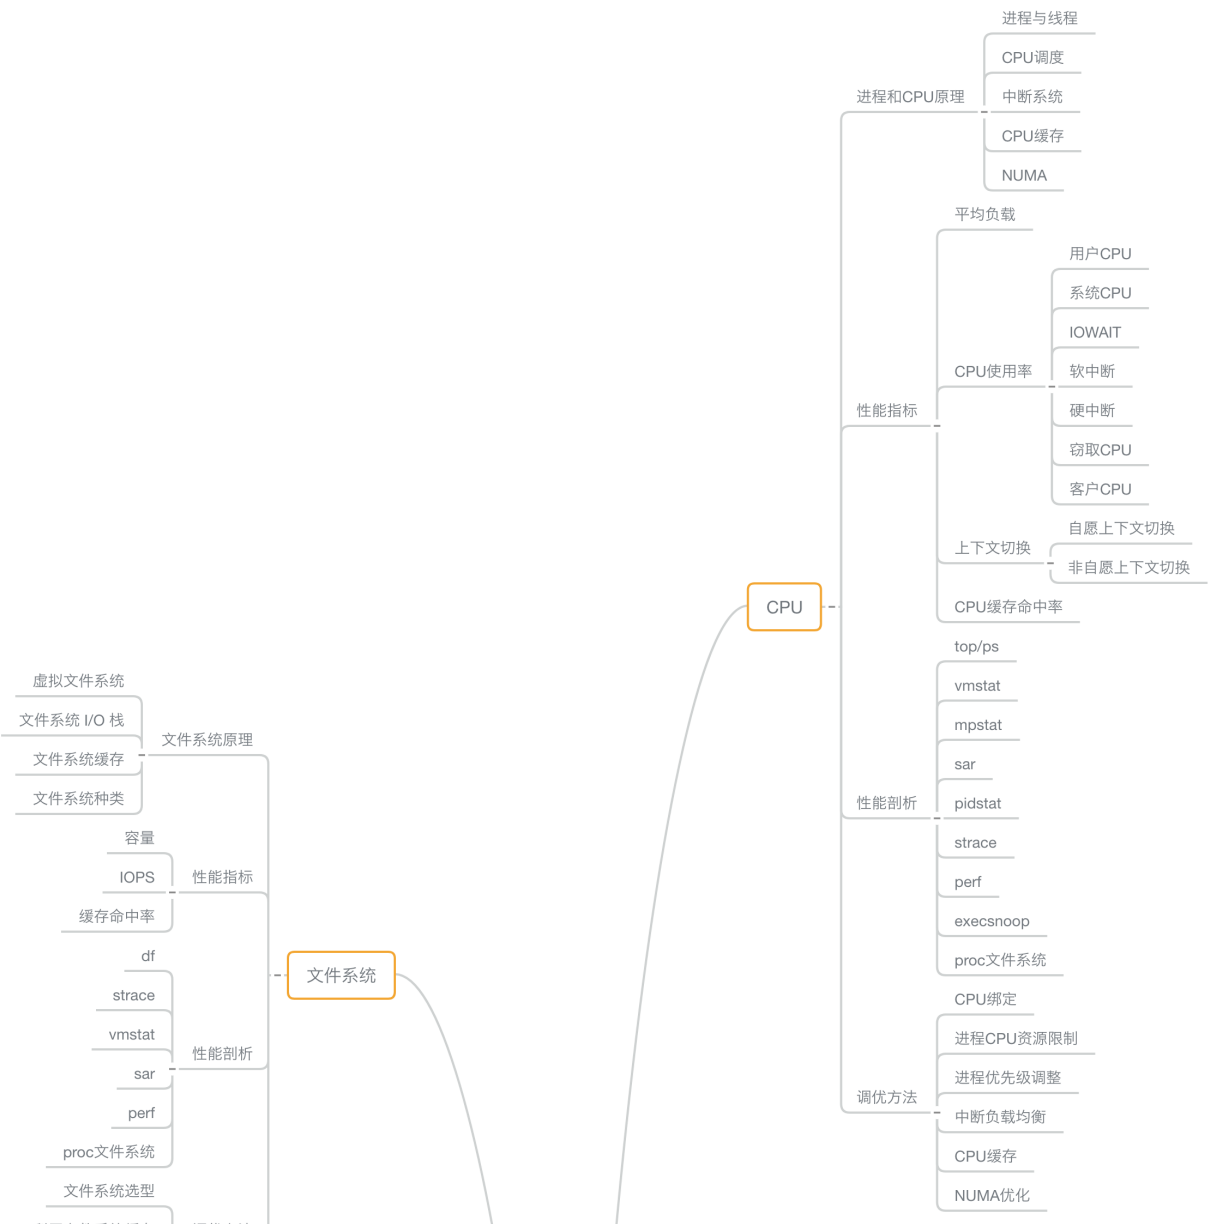 进程与线程
CPU调度
进程和CPU原理
中断系统
CPU缓存
NUMA
平均负载
用户CPU
系统CPU
IOWAIT
CPU使用率
软中断
性能指标
硬中断
窃取CPU
客户CPU
自愿上下文切换
上下文切换
非自愿上下文切换
CPU
CPU缓存命中率
top/ps
vmstat
mpstat
sar
性能剖析
pidstat
strace
perf
execsnoop
proc文件系统
CPU绑定
进程CPU资源限制
进程优先级调整
调优方法
中断负载均衡
CPU缓存
NUMA优化
虚拟文件系统
文件系统 I/O 栈
文件系统原理
文件系统缓存
文件系统种类
容量
IOPS
性能指标
缓存命中率
文件系统
df
strace
vmstat
性能剖析
sar
perf
proc文件系统
文件系统选型